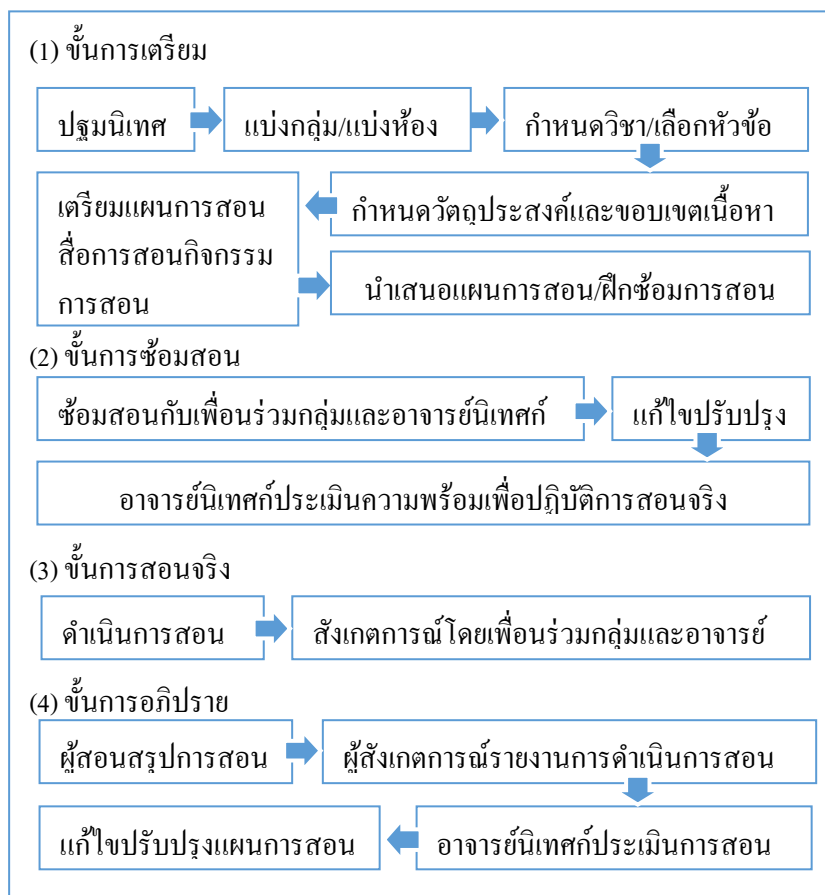 (1) ขั้นการเตรียม
ปฐมนิเทศ
แบ่งกลุ่ม/แบ่งห้อง
กำหนดวิชา/เลือกหัวข้อ
กำหนดวัตถุประสงค์และขอบเขตเนื้อหา
เตรียมแผนการสอน
สื่อการสอนกิจกรรม
การสอน
นำเสนอแผนการสอน/ฝึกซ้อมการสอน
(2) ขั้นการซ้อมสอน
ซ้อมสอนกับเพื่อนร่วมกลุ่มและอาจารย์นิเทศก์
แก้ไขปรับปรุง
อาจารย์นิเทศก์ประเมินความพร้อมเพื่อปฏิบัติการสอนจริง
(3) ขั้นการสอนจริง
ดำเนินการสอน
สังเกตการณ์โดยเพื่อนร่วมกลุ่มและอาจารย์
(4) ขั้นการอภิปราย
ผู้สอนสรุปการสอน
ผู้สังเกตการณ์รายงานการดำเนินการสอน
อาจารย์นิเทศก์ประเมินการสอน
แก้ไขปรับปรุงแผนการสอน